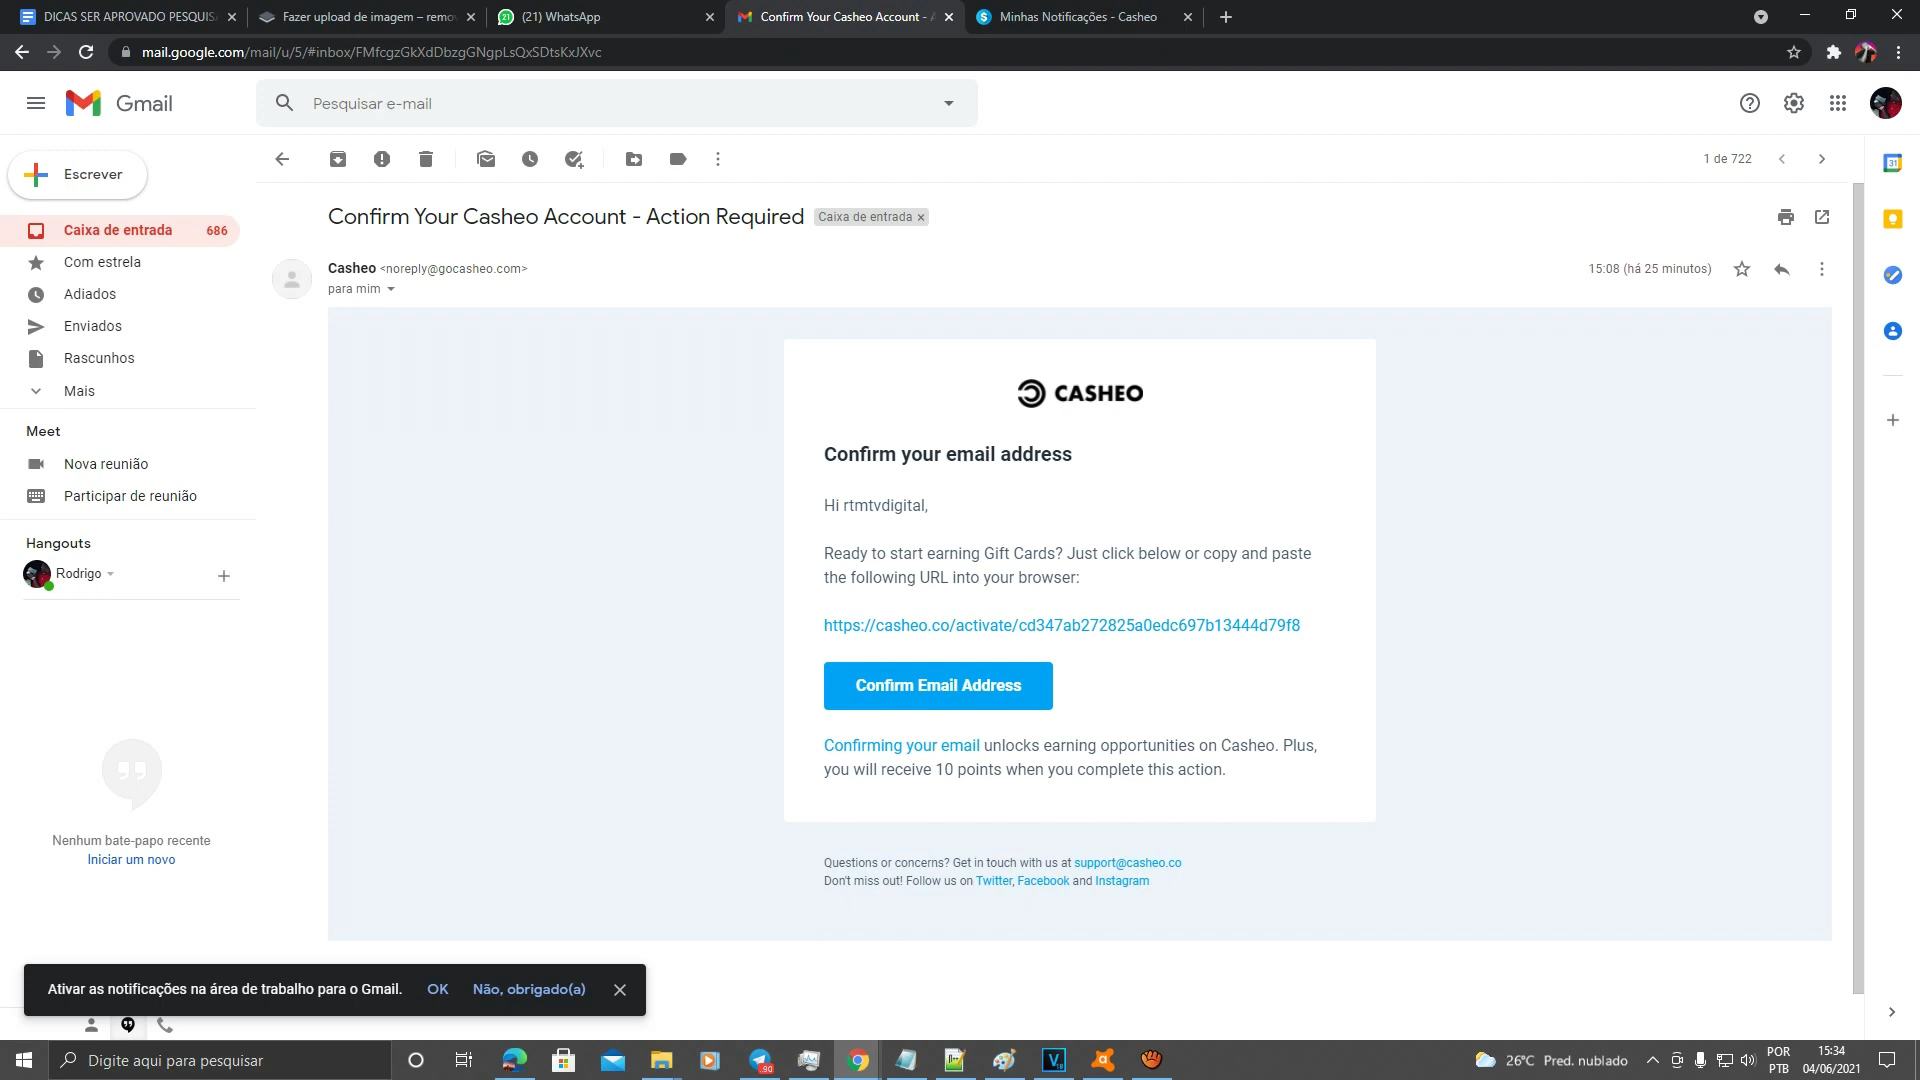 DICAS SER APROVADO PESQUIS
Fazer upload de imagem – remov
(21) WhatsApp
Confirm Your Casheo Account - A
Minhas Notificações - Casheo
mail.google.com/mail/u/5/#inbox/FMfcgzGkXdDbzgGNgpLsQxSDtsKxJXvc
Gmail
Pesquisar e-mail
Escrever
1 de 722
31
Confirm Your Casheo Account - Action Required
Caixa de entrada ×
Caixa de entrada 686
Com estrela
Adiados
Enviados
Rascunhos
Mais
Casheo <noreply@gocasheo.com>
15:08 (há 25 minutos)
para mim
CASHEO
Confirm your email address
Hi rtmtvdigital,
Ready to start earning Gift Cards? Just click below or copy and paste
the following URL into your browser:
https://casheo.co/activate/cd347ab272825a0edc697b13444d79f8
Confirm Email Address
Confirming your email unlocks earning opportunities on Casheo. Plus,
you will receive 10 points when you complete this action.
Questions or concerns? Get in touch with us at support@casheo.co
Don't miss out! Follow us on Twitter, Facebook and Instagram
Meet
Nova reunião
Participar de reunião
Hangouts
Rodrigo
Nenhum bate-papo recente
Iniciar um novo
Ativar as notificações na área de trabalho para o Gmail. OK Não, obrigado(a)
Digite aqui para pesquisar
90
26°C Pred. nublado
POR
PTB
15:34
04/06/2021